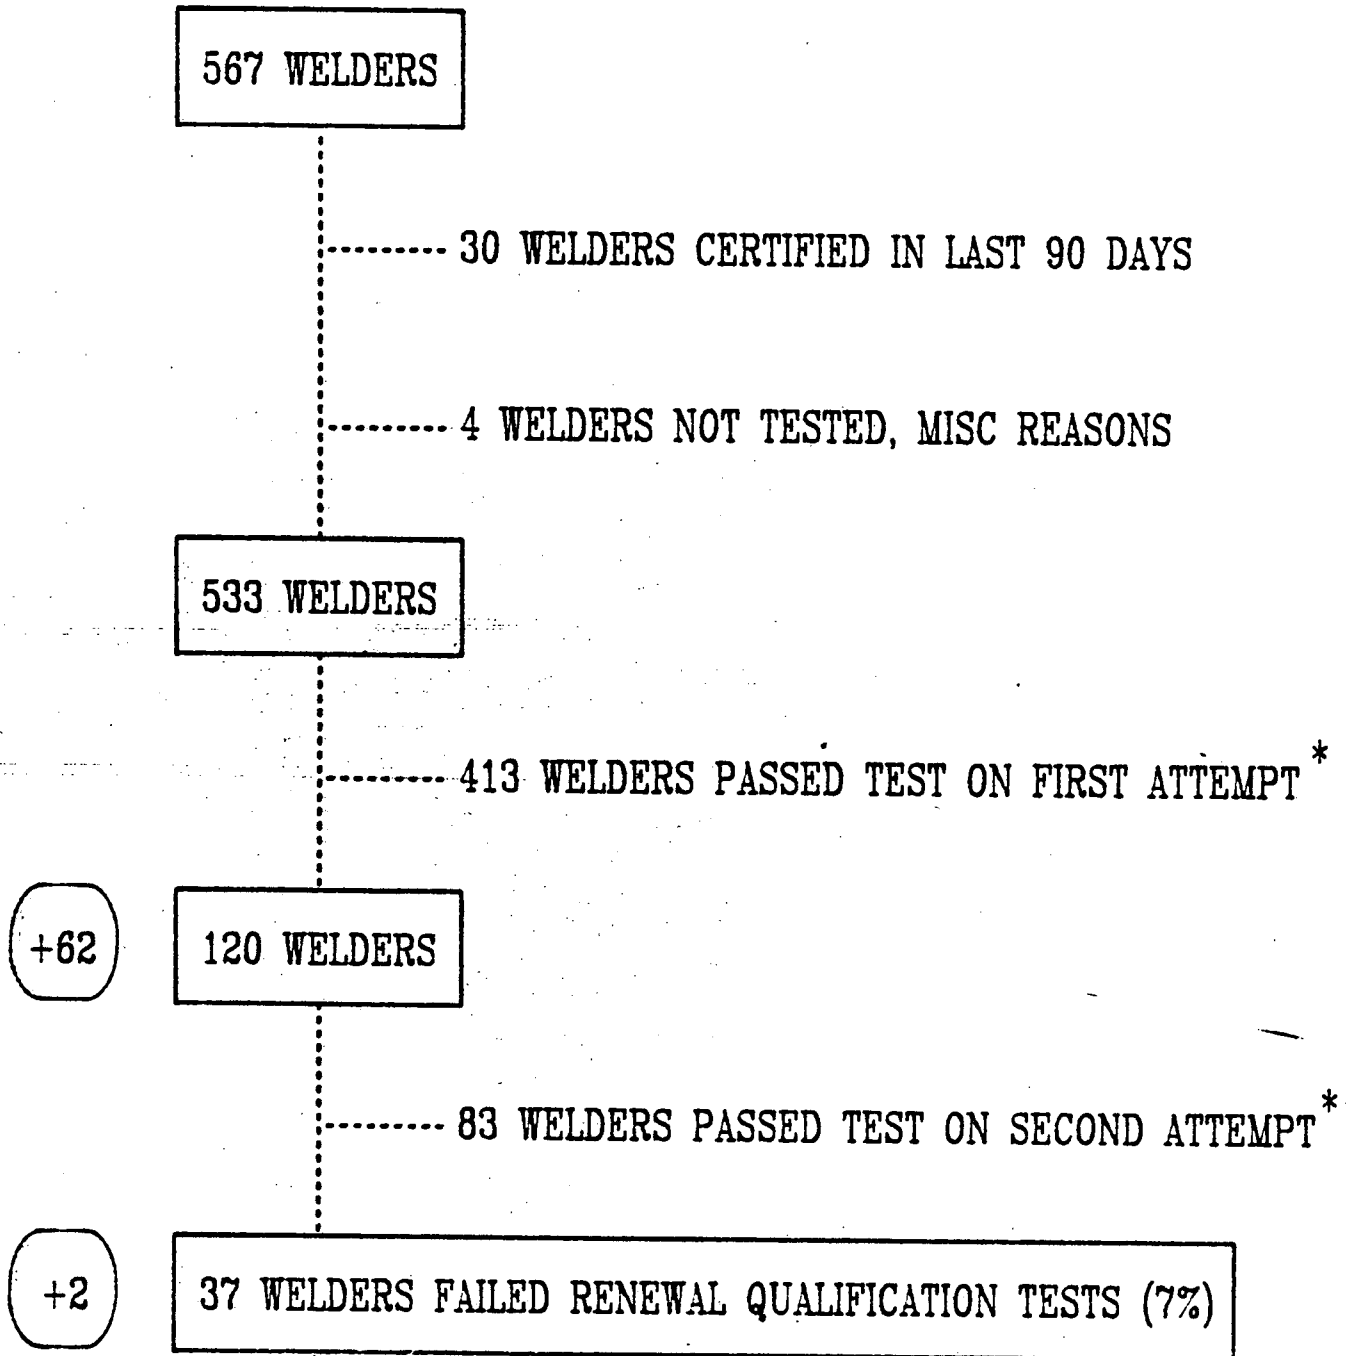 567 WELDERS
30 WELDERS CERTIFIED IN LAST 90 DAYS
4 WELDERS NOT TESTED, MISC REASONS
533 WELDERS
413 WELDERS PASSED TEST ON FIRST ATTEMPT*
+62
120 WELDERS
83 WELDERS PASSED TEST ON SECOND ATTEMPT*
+2
37 WELDERS FAILED RENEWAL QUALIFICATION TESTS (7%)